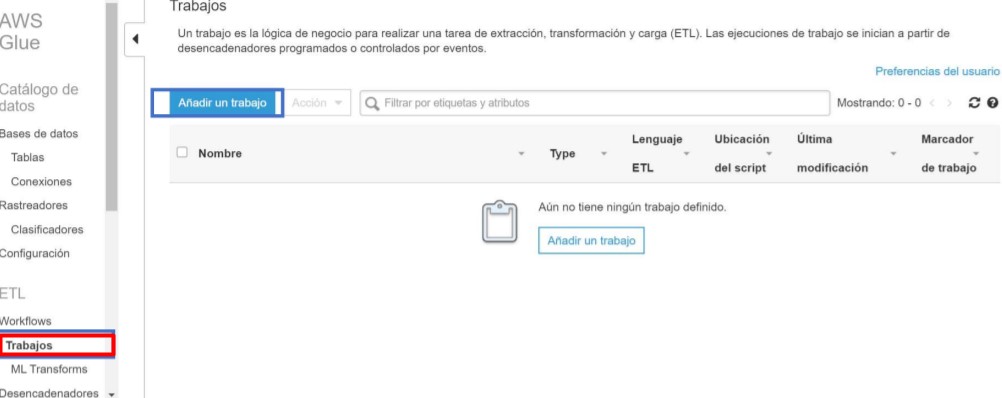 AWS
Glue
Catálogo de
datos
Bases de datos
Tablas
Conexiones
Rastreadores
Clasificadores
Configuración
ETL
Workflows
Trabajos
ML Transforms
Desencadenadores
Trabajos
Un trabajo es la lógica de negocio para realizar una tarea de extracción, transformación y carga (ETL). Las ejecuciones de trabajo se inician a partir de
desencadenadores programados o controlados por eventos.
Preferencias del usuario
Añadir un trabajo
Acción
Filtrar por etiquetas y atributos
Mostrando: 0 - 0
Nombre
Type
Lenguaje
ETL
Ubicación
del script
Última
modificación
Marcador
de trabajo
Aún no tiene ningún trabajo definido.
Añadir un trabajo